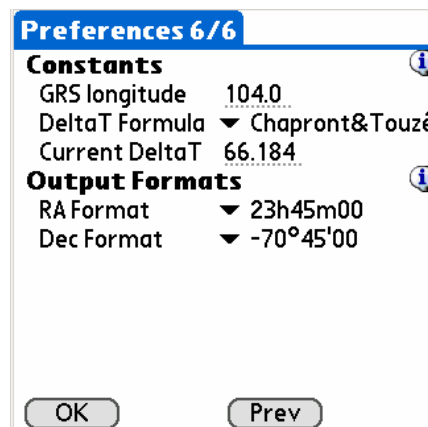 Preferences 6/6
Constants
GRS longitude 104.0
DeltaT Formula Chapront&Touzé
Current DeltaT 66.184
Output Formats
RA Format 23h45m00
Dec Format -70°45'00
OK Prev